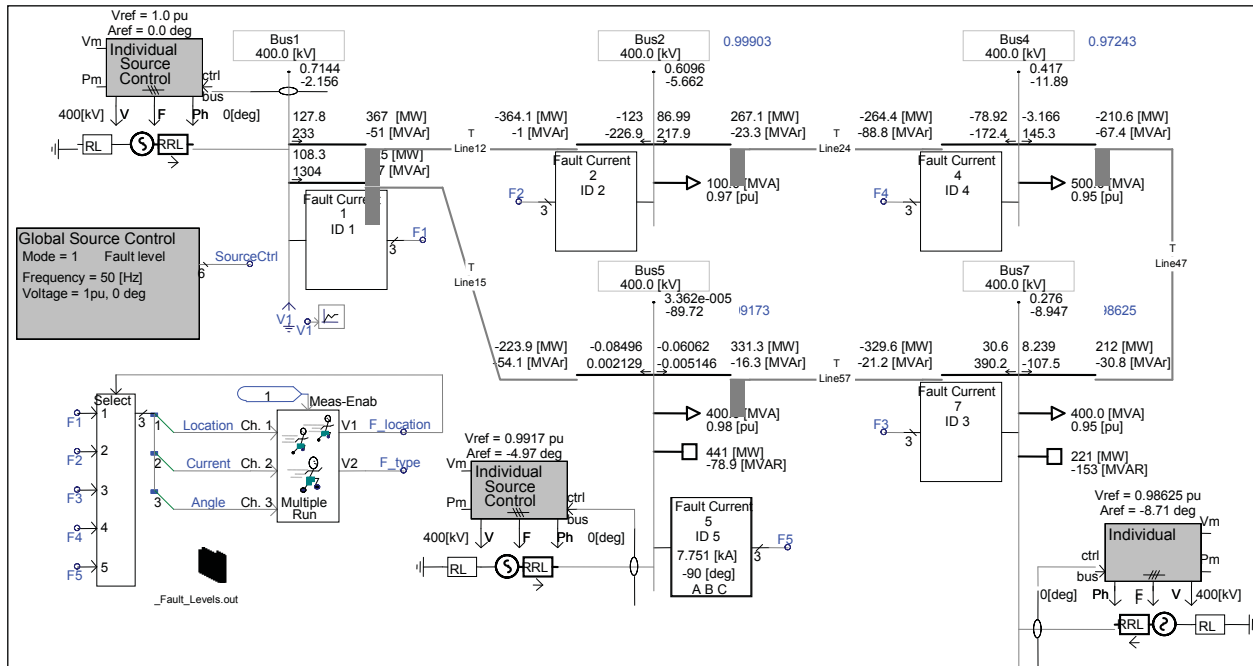 Vref = 1.0 pu
Aref = 0.0 deg
Vm
Individual
Source
Control
Pm
ctrl
bus
400[kV] V F Ph 0[deg]
RL RRL
Bus1
400.0 [kV]
0.7144
-2.156
127.8 367 [MW]
233 -51 [MVAr]
108.3
1304
Fault Current
1
ID 1
3
F1
V1
V1
T
Line12
T
Line15
Bus2
400.0 [kV]
0.99903
0.6096
-5.662
-364.1 [MW] -123 86.99 267.1 [MW]
-1 [MVAr] -226.9 217.9 -23.3 [MVAr]
F2
3
Fault Current
2
ID 2
[MVA]
0.97 [pu]
T
Line24
Bus4
400.0 [kV]
0.97243
0.417
-11.89
-264.4 [MW] -78.92 -3.166 -210.6 [MW]
-88.8 [MVAr] -172.4 145.3 -67.4 [MVAr]
F4
3
Fault Current
4
ID 4
[MVA]
0.95 [pu]
T
Line47
Global Source Control
Mode = 1 Fault level
Frequency = 50 [Hz]
Voltage = 1pu, 0 deg
6
SourceCtrl
Bus5
400.0 [kV]
3.362e-005
-89.72
9173
-223.9 [MW] -0.08496 -0.06062 331.3 [MW]
-54.1 [MVAr] 0.002129 -0.005146 -16.3 [MVAr]
[MVA]
0.98 [pu]
441 [MW]
-78.9 [MVAR]
T
Line57
Bus7
400.0 [kV]
0.276
-8.947
98625
-329.6 [MW] 30.6 8.239 212 [MW]
-21.2 [MVAr] 390.2 -107.5 -30.8 [MVAr]
F3
3
Fault Current
7
ID 3
400.0 [MVA]
0.95 [pu]
221 [MW]
-153 [MVAR]
Select
F1 1
F2 2
F3 3
F4 4
F5 5
3
1 Location Ch. 1
2 Current Ch. 2
3 Angle Ch. 3
1
Meas-Enab
V1 F_location
V2 F_type
Multiple
Run
_Fault_Levels.out
Vref = 0.9917 pu
Aref = -4.97 deg
Vm
Individual
Source
Control
Pm
ctrl
bus
400[kV] V F Ph 0[deg]
RL RRL
Fault Current
5
ID 5
7.751 [kA]
-90 [deg]
A B C
3
F5
Vref = 0.98625 pu
Aref = -8.71 deg
Vm
Individual
ctrl
bus
Pm
0[deg] Ph F V 400[kV]
RRL RL